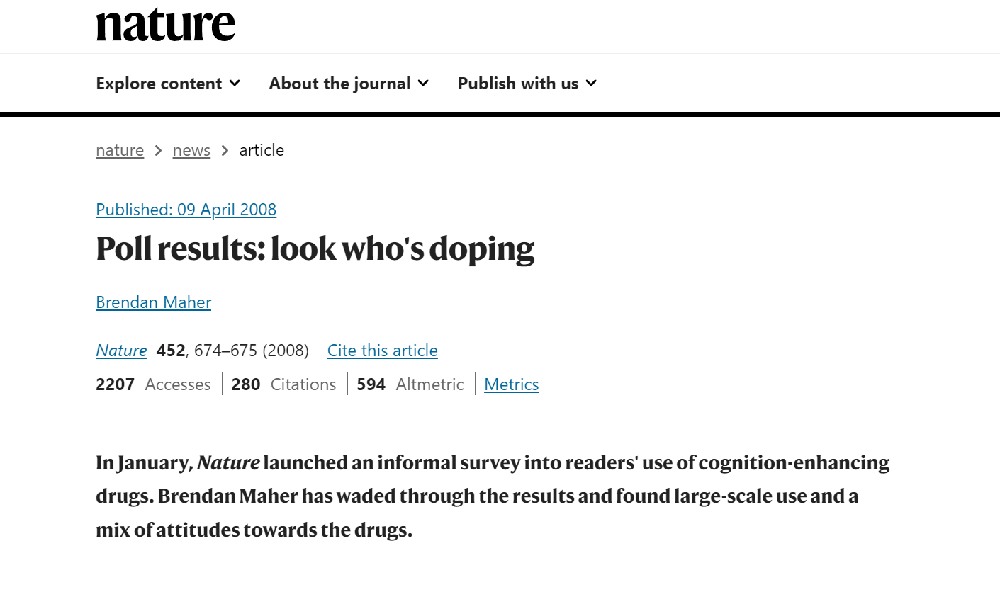 nature
Explore content About the journal Publish with us
nature > news > article
Published: 09 April 2008
Poll results: look who's doping
Brendan Maher
Nature 452, 674–675 (2008) Cite this article
2207 Accesses 280 Citations 594 Altmetric Metrics
In January, Nature launched an informal survey into readers' use of cognition-enhancing
drugs. Brendan Maher has waded through the results and found large-scale use and a
mix of attitudes towards the drugs.